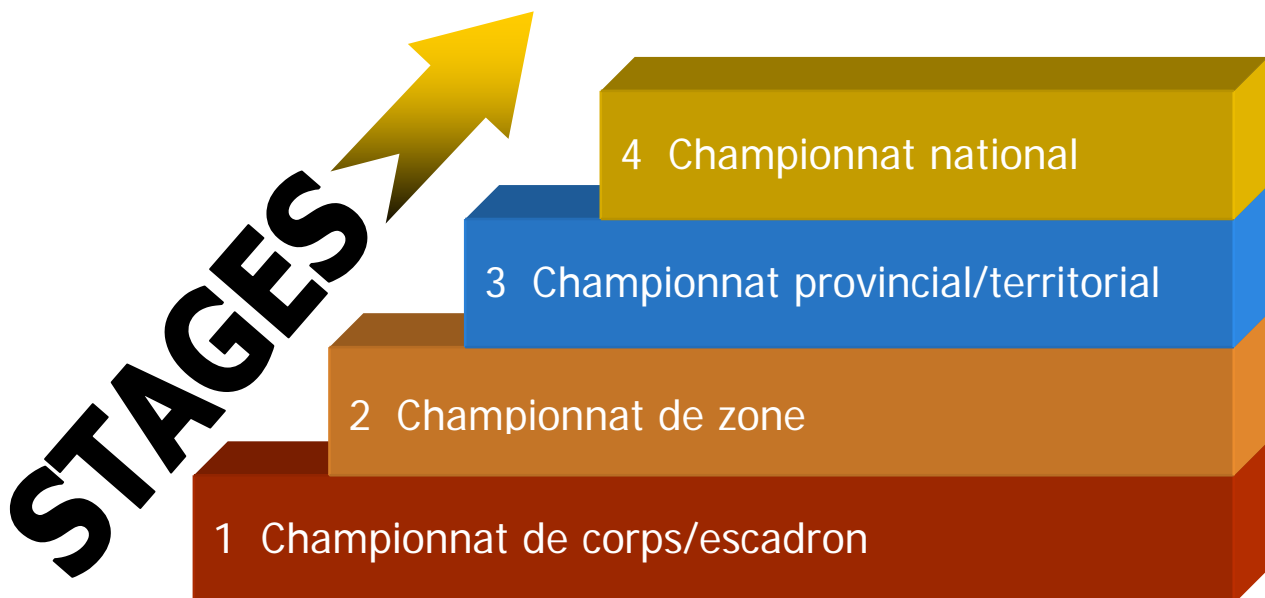 STAGES
4 Championnat national
3 Championnat provincial/territorial
2 Championnat de zone
1 Championnat de corps/escadron